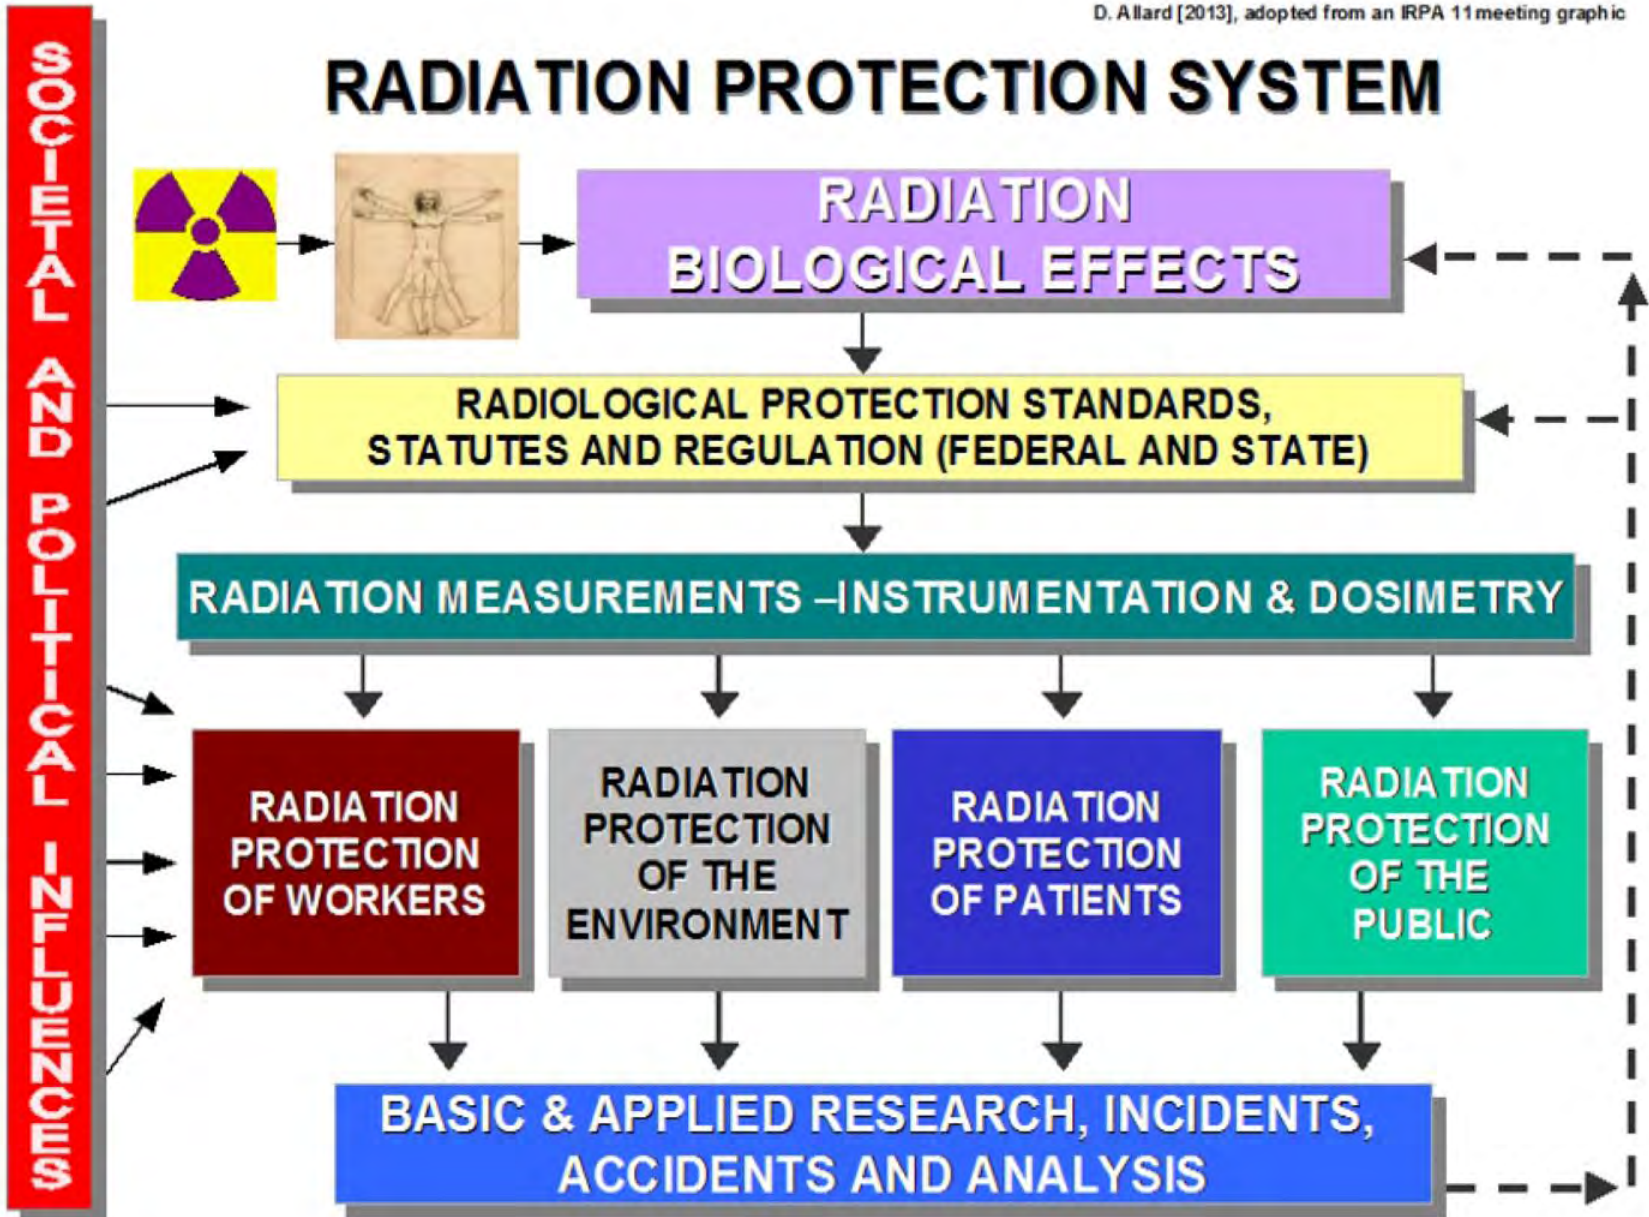 D. Allard [2013], adopted from an IRPA 11 meeting graphic
SOCIETAL AND POLITICAL INFLUENCES
RADIATION PROTECTION SYSTEM
RADIATION
BIOLOGICAL EFFECTS
RADIOLOGICAL PROTECTION STANDARDS,
STATUTES AND REGULATION (FEDERAL AND STATE)
RADIATION MEASUREMENTS –INSTRUMENTATION & DOSIMETRY
RADIATION
PROTECTION
OF WORKERS
RADIATION
PROTECTION
OF THE
ENVIRONMENT
RADIATION
PROTECTION
OF PATIENTS
RADIATION
PROTECTION
OF THE
PUBLIC
BASIC & APPLIED RESEARCH, INCIDENTS,
ACCIDENTS AND ANALYSIS